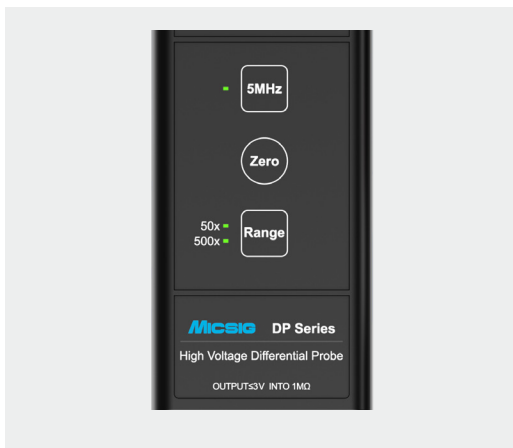 5MHz
Zero
50x
500x
Range
MICSIG DP Series
High Voltage Differential Probe
OUTPUT≤3V INTO 1MΩ